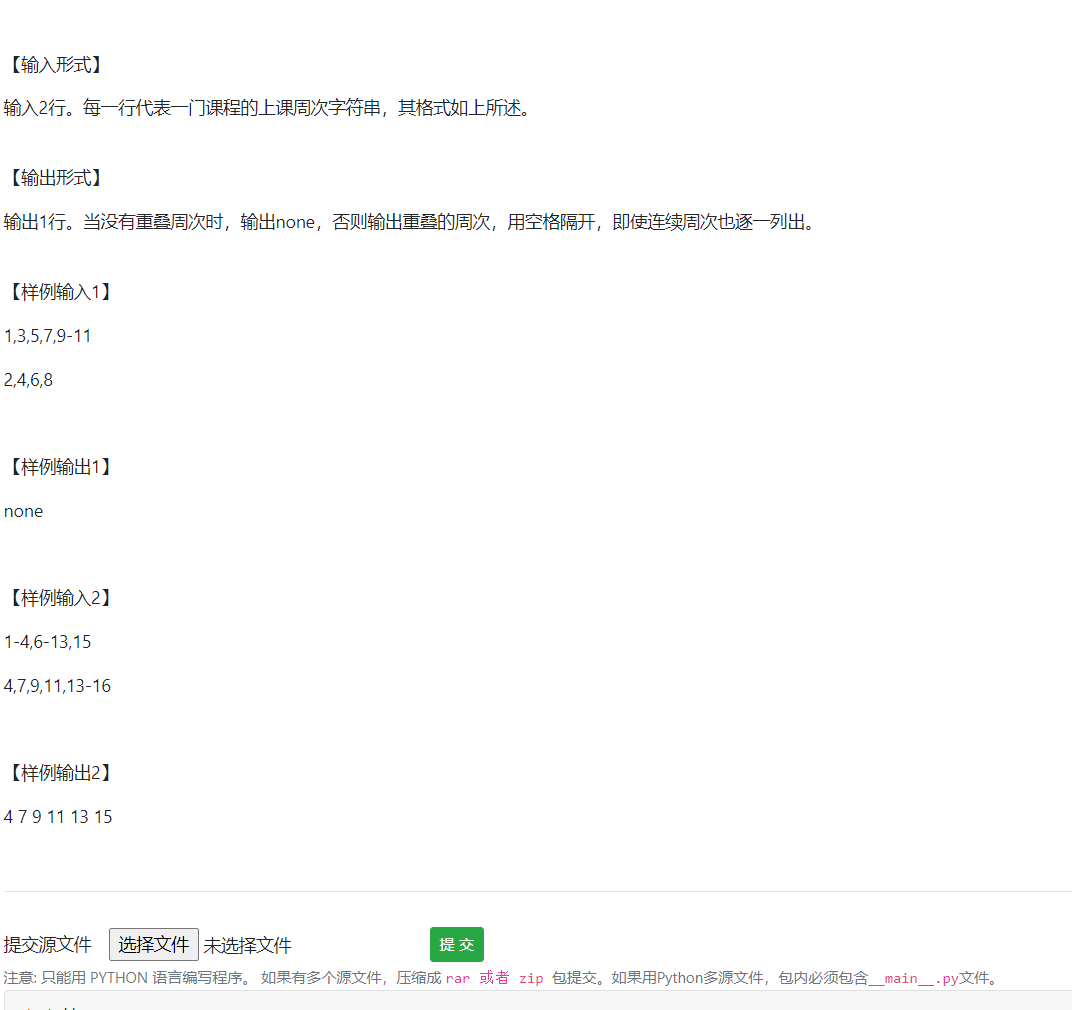 【输入形式】
输入2行。每一行代表一门课程的上课周次字符串，其格式如上所述。
【输出形式】
输出1行。当没有重叠周次时，输出none，否则输出重叠的周次，用空格隔开，即使连续周次也逐一列出。
【样例输入1】
1,3,5,7,9-11
2,4,6,8
【样例输出1】
none
【样例输入2】
1-4,6-13,15
4,7,9,11,13-16
【样例输出2】
4 7 9 11 13 15
提交源文件 选择文件 未选择文件 提 交
注意: 只能用 PYTHON 语言编写程序。 如果有多个源文件，压缩成 rar 或者 zip 包提交。如果用Python多源文件，包内必须包含__main__.py文件。